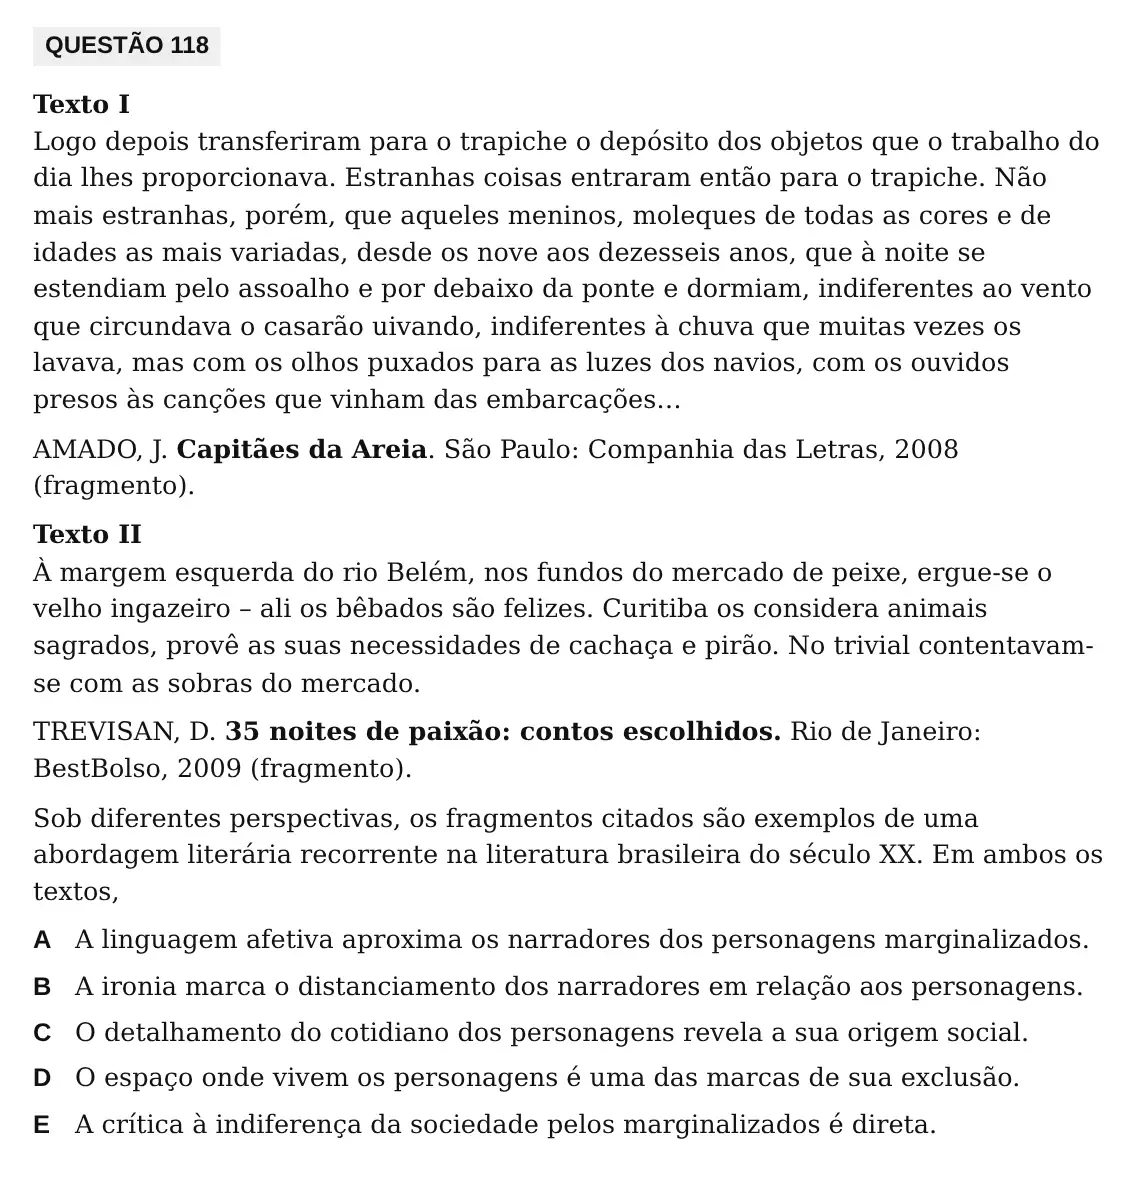 QUESTÃO 118
Texto I
Logo depois transferiram para o trapiche o depósito dos objetos que o trabalho do
dia lhes proporcionava. Estranhas coisas entraram então para o trapiche. Não
mais estranhas, porém, que aqueles meninos, moleques de todas as cores e de
idades as mais variadas, desde os nove aos dezesseis anos, que à noite se
estendiam pelo assoalho e por debaixo da ponte e dormiam, indiferentes ao vento
que circundava o casarão uivando, indiferentes à chuva que muitas vezes os
lavava, mas com os olhos puxados para as luzes dos navios, com os ouvidos
presos às canções que vinham das embarcações...
AMADO, J. Capitães da Areia. São Paulo: Companhia das Letras, 2008
(fragmento).
Texto II
À margem esquerda do rio Belém, nos fundos do mercado de peixe, ergue-se o
velho ingazeiro – ali os bêbados são felizes. Curitiba os considera animais
sagrados, provê as suas necessidades de cachaça e pirão. No trivial contentavam-
se com as sobras do mercado.
TREVISAN, D. 35 noites de paixão: contos escolhidos. Rio de Janeiro:
BestBolso, 2009 (fragmento).
Sob diferentes perspectivas, os fragmentos citados são exemplos de uma
abordagem literária recorrente na literatura brasileira do século XX. Em ambos os
textos,
A A linguagem afetiva aproxima os narradores dos personagens marginalizados.
B A ironia marca o distanciamento dos narradores em relação aos personagens.
C O detalhamento do cotidiano dos personagens revela a sua origem social.
D O espaço onde vivem os personagens é uma das marcas de sua exclusão.
E A crítica à indiferença da sociedade pelos marginalizados é direta.